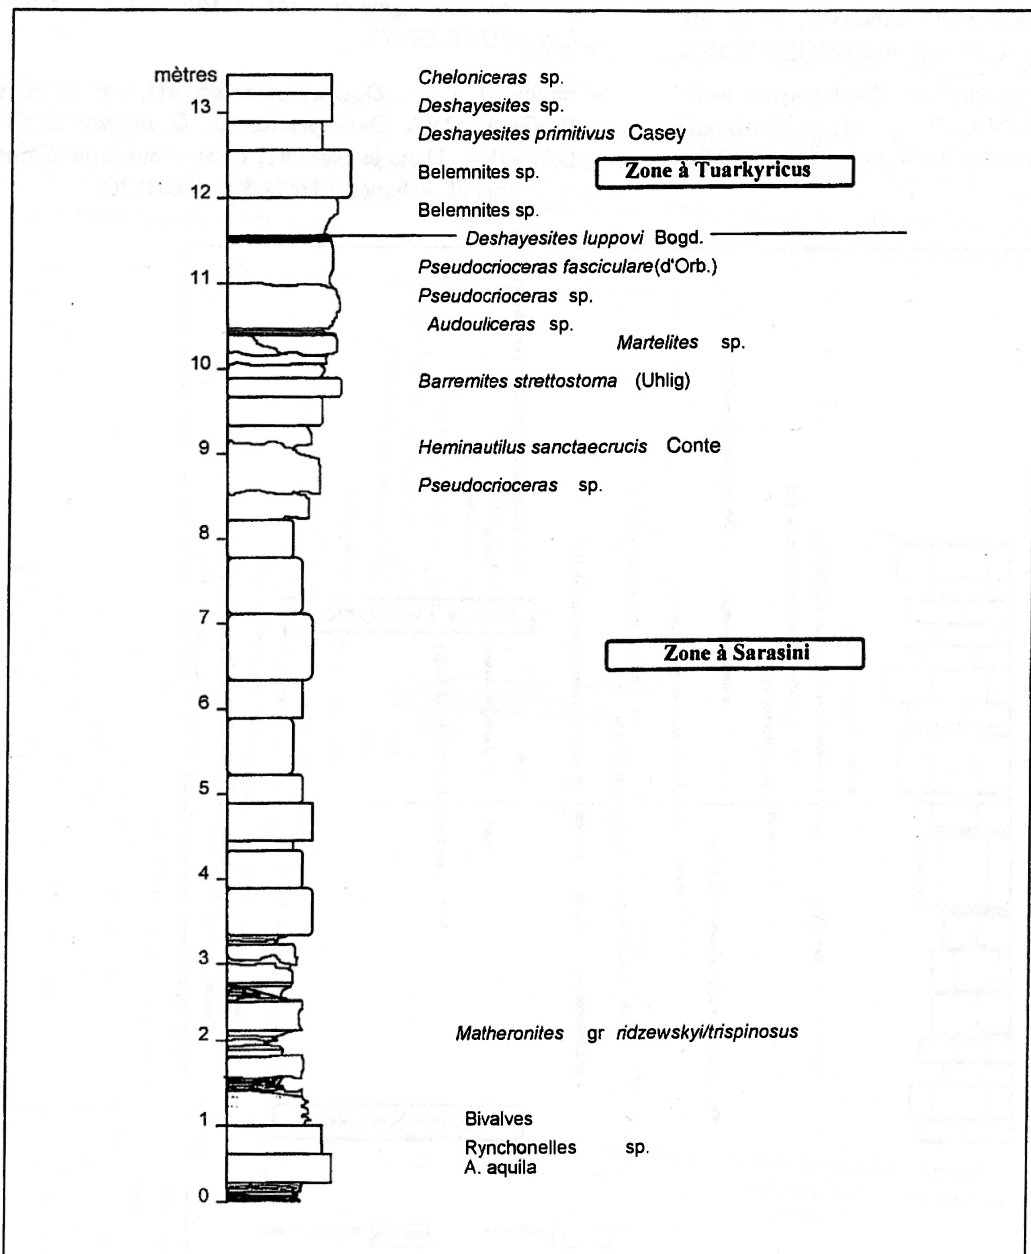 mètres
Cheloniceras sp.
13
Deshayesites sp.
Deshayesites primitivus Casey
Belemnites sp.
Zone à Tuarkyricus
12
Belemnites sp.
Deshayesites luppovi Bogd.
Pseudocrioceras fasciculare (d'Orb.)
11
Pseudocrioceras sp.
Audouliceras sp.
Martelites sp.
10
Barremites strettostoma (Uhlig)
9
Heminautilus sanctaecrucis Conte
Pseudocrioceras sp.
8
7
Zone à Sarasini
6
5
4
3
2
Matheronites gr ridzewskyi/trispinosus
1
Bivalves
Rynchonelles sp.
A. aquila
0